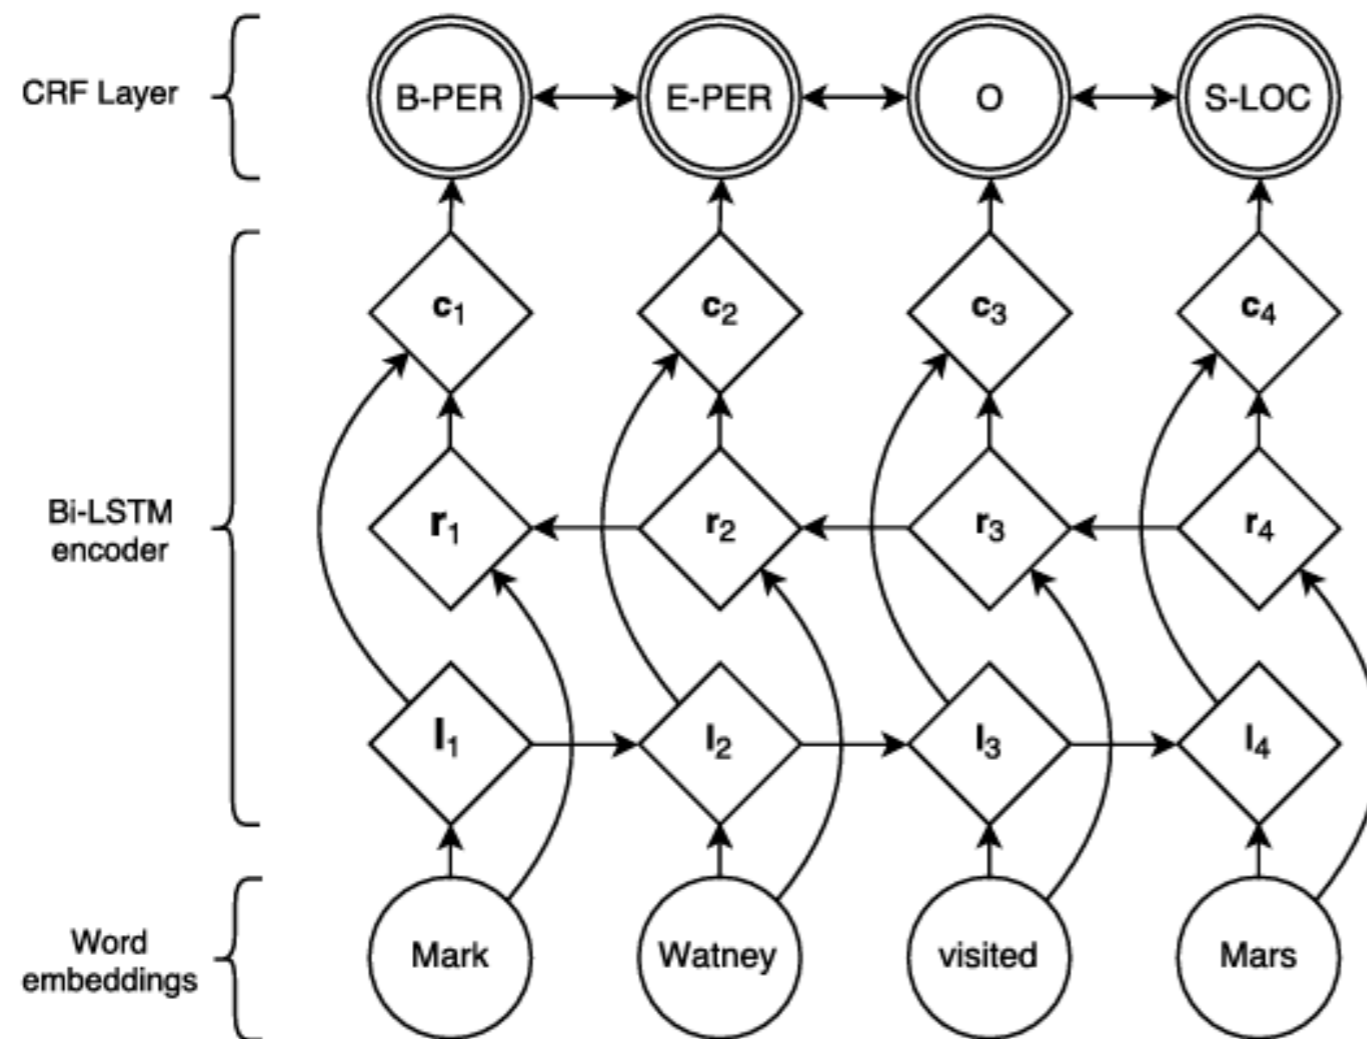 CRF Layer
B-PER
E-PER
O
S-LOC
c1
c2
c3
c4
Bi-LSTM
encoder
r1
r2
r3
r4
l1
l2
l3
l4
Word
embeddings
Mark
Watney
visited
Mars